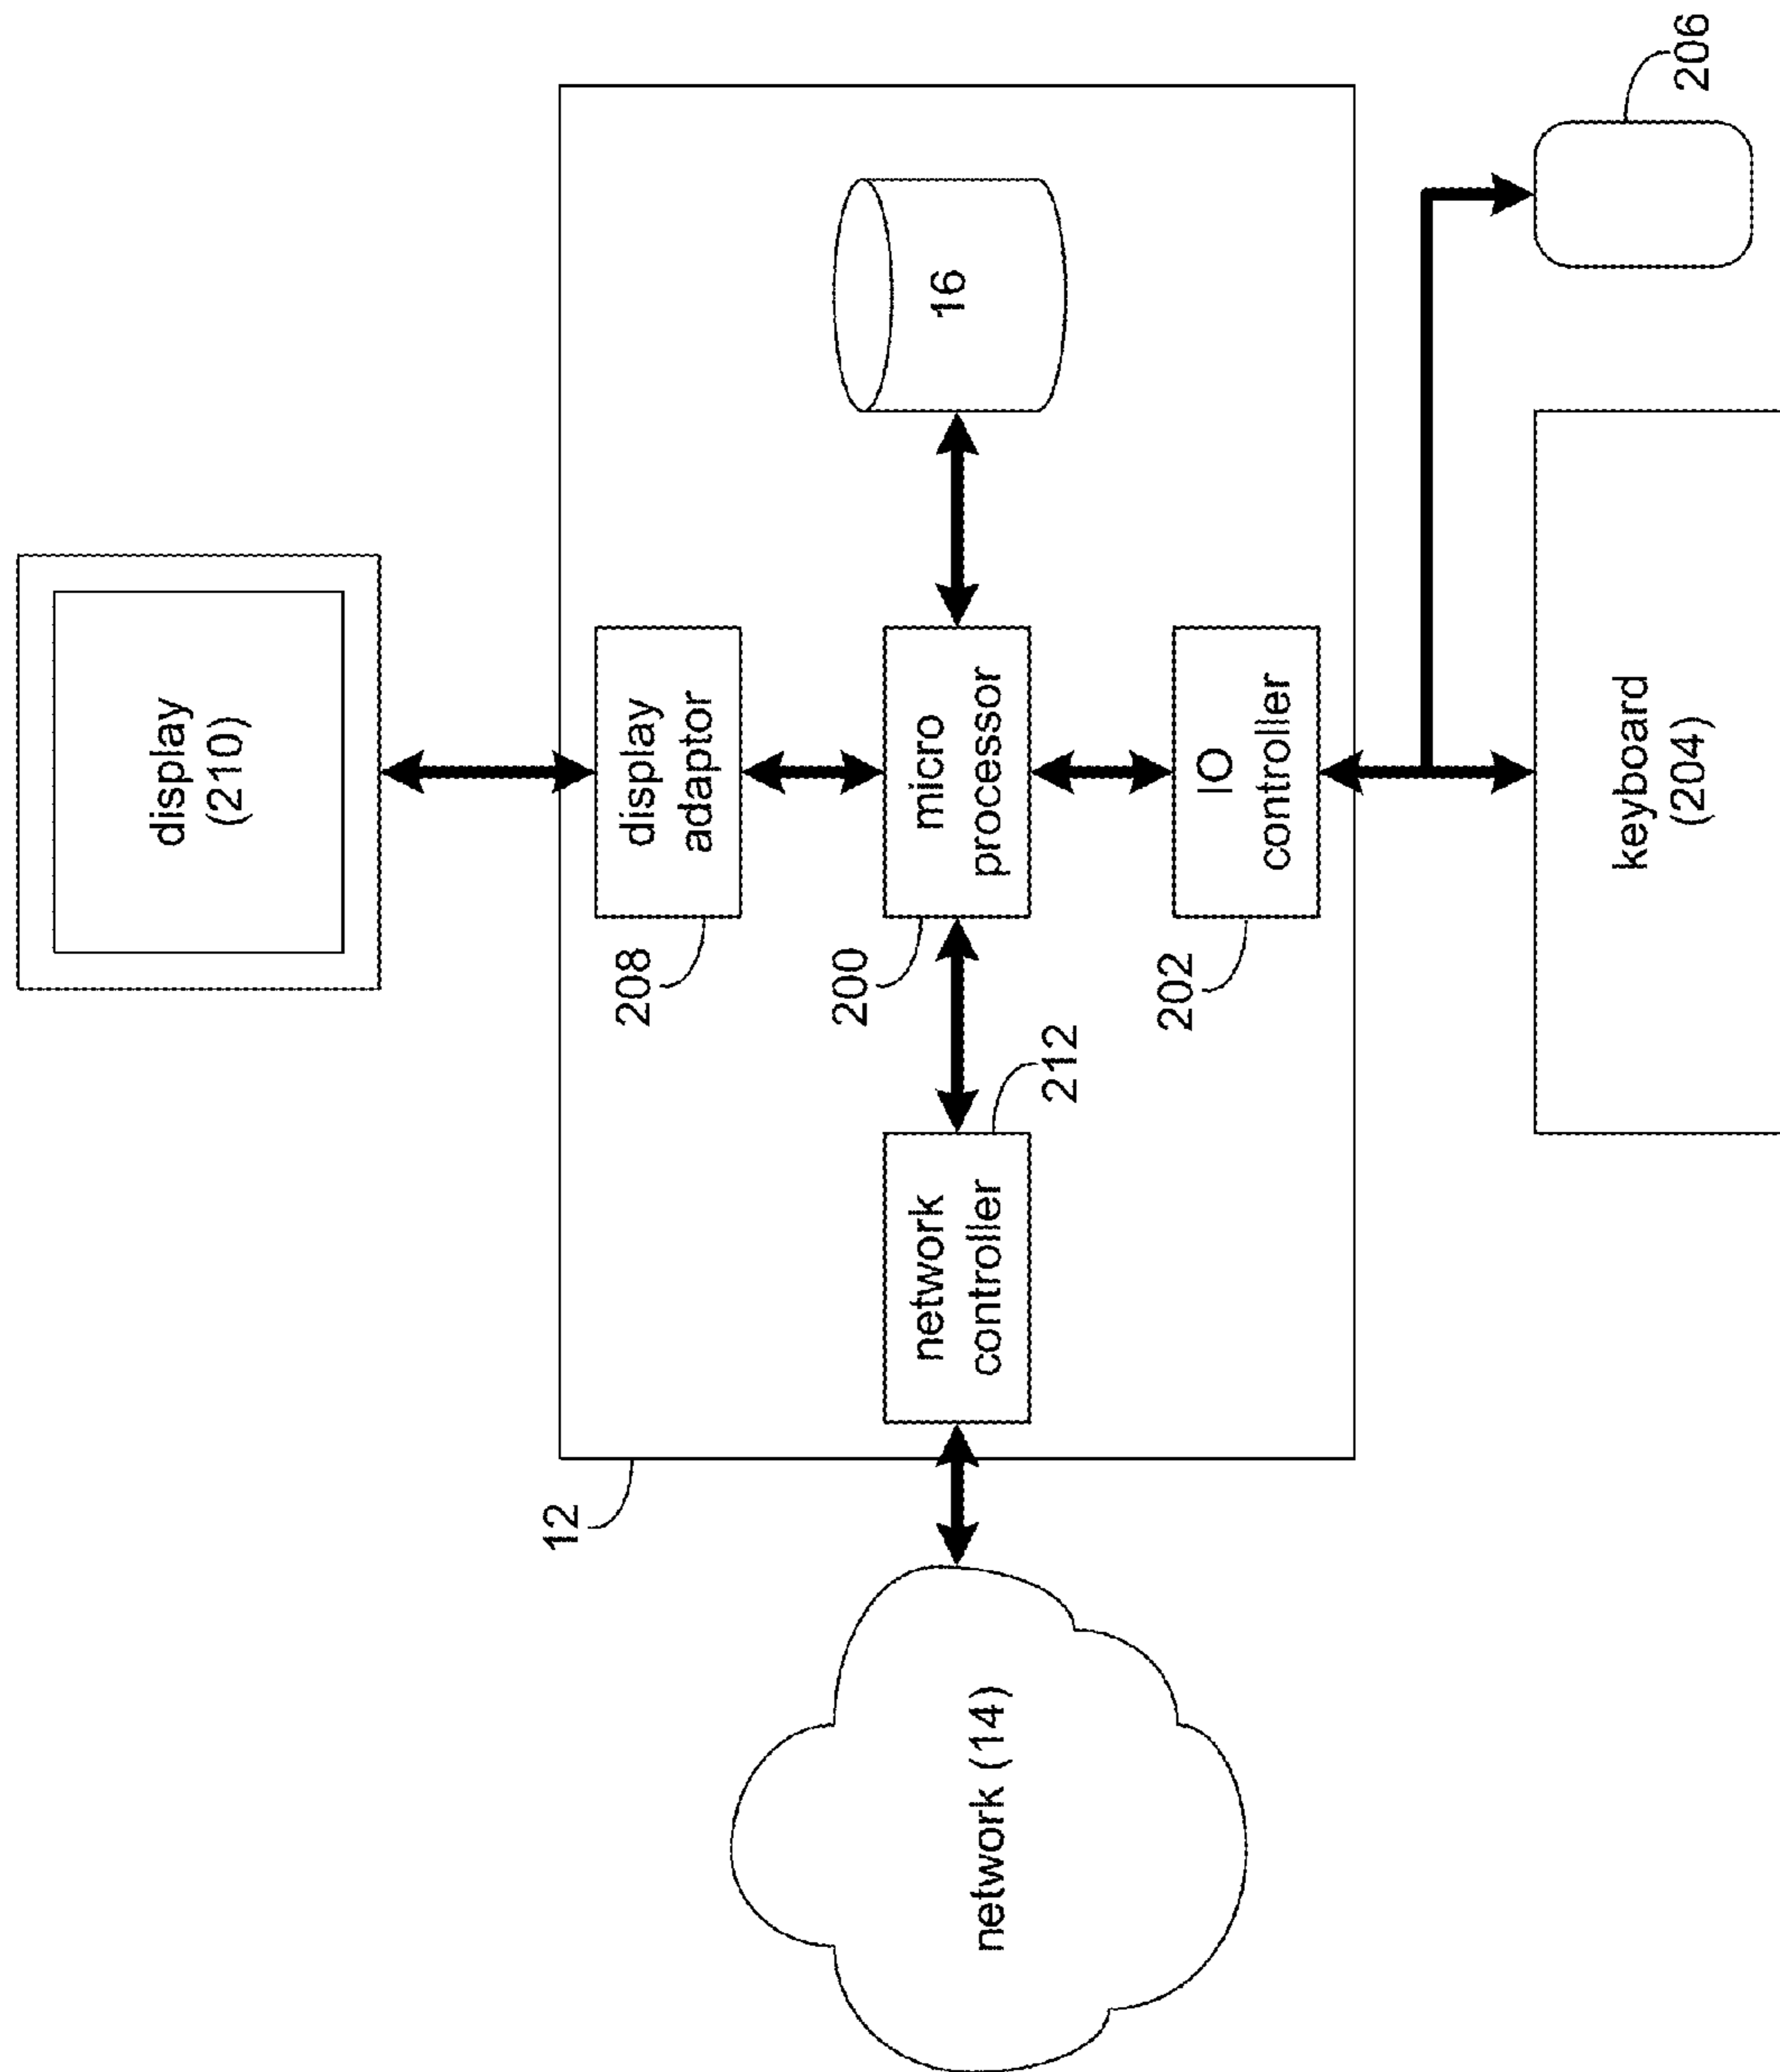 display
(210)
display
adaptor
208
micro
processor
200
16
network
controller
212
IO
controller
202
12
network (14)
keyboard
(204)
206